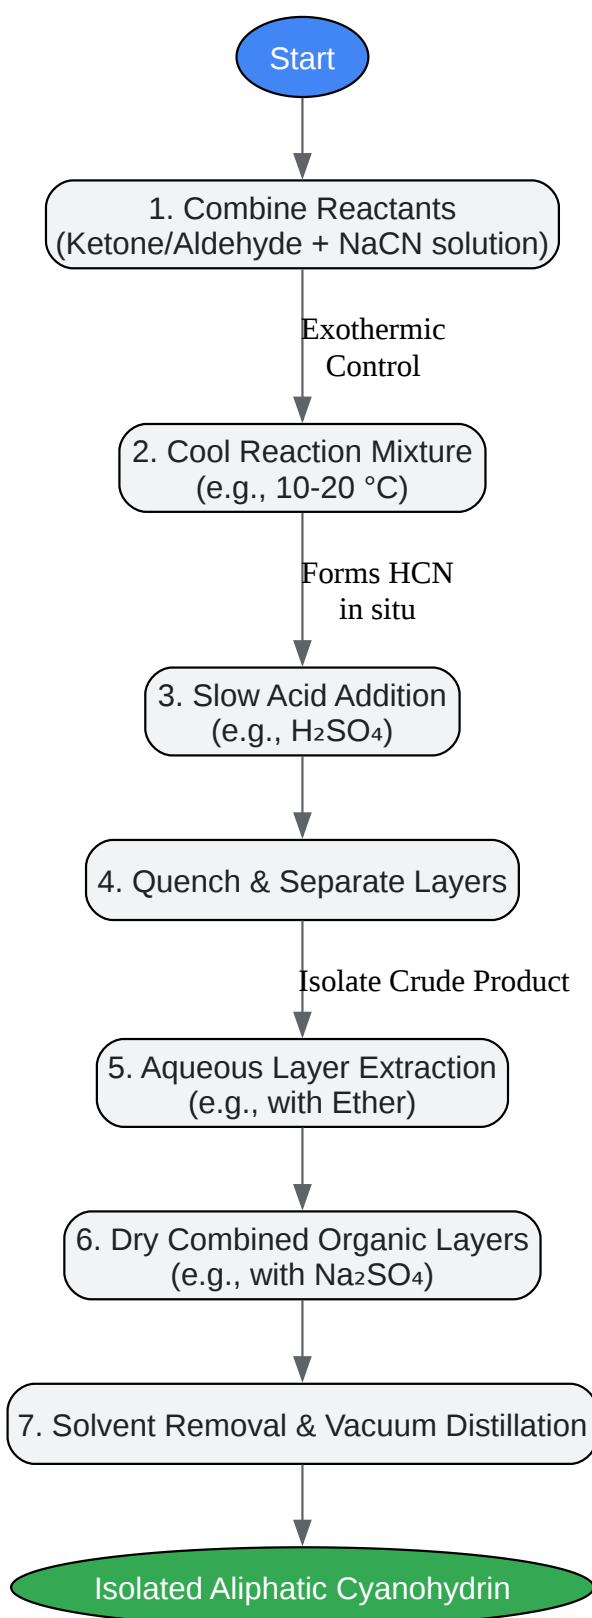 Start
1. Combine Reactants
(Ketone/Aldehyde + NaCN solution)
Exothermic
Control
2. Cool Reaction Mixture
(e.g., 10-20 °C)
Forms HCN
in situ
3. Slow Acid Addition
(e.g., H₂SO₄)
4. Quench & Separate Layers
Isolate Crude Product
5. Aqueous Layer Extraction
(e.g., with Ether)
6. Dry Combined Organic Layers
(e.g., with Na₂SO₄)
7. Solvent Removal & Vacuum Distillation
Isolated Aliphatic Cyanohydrin